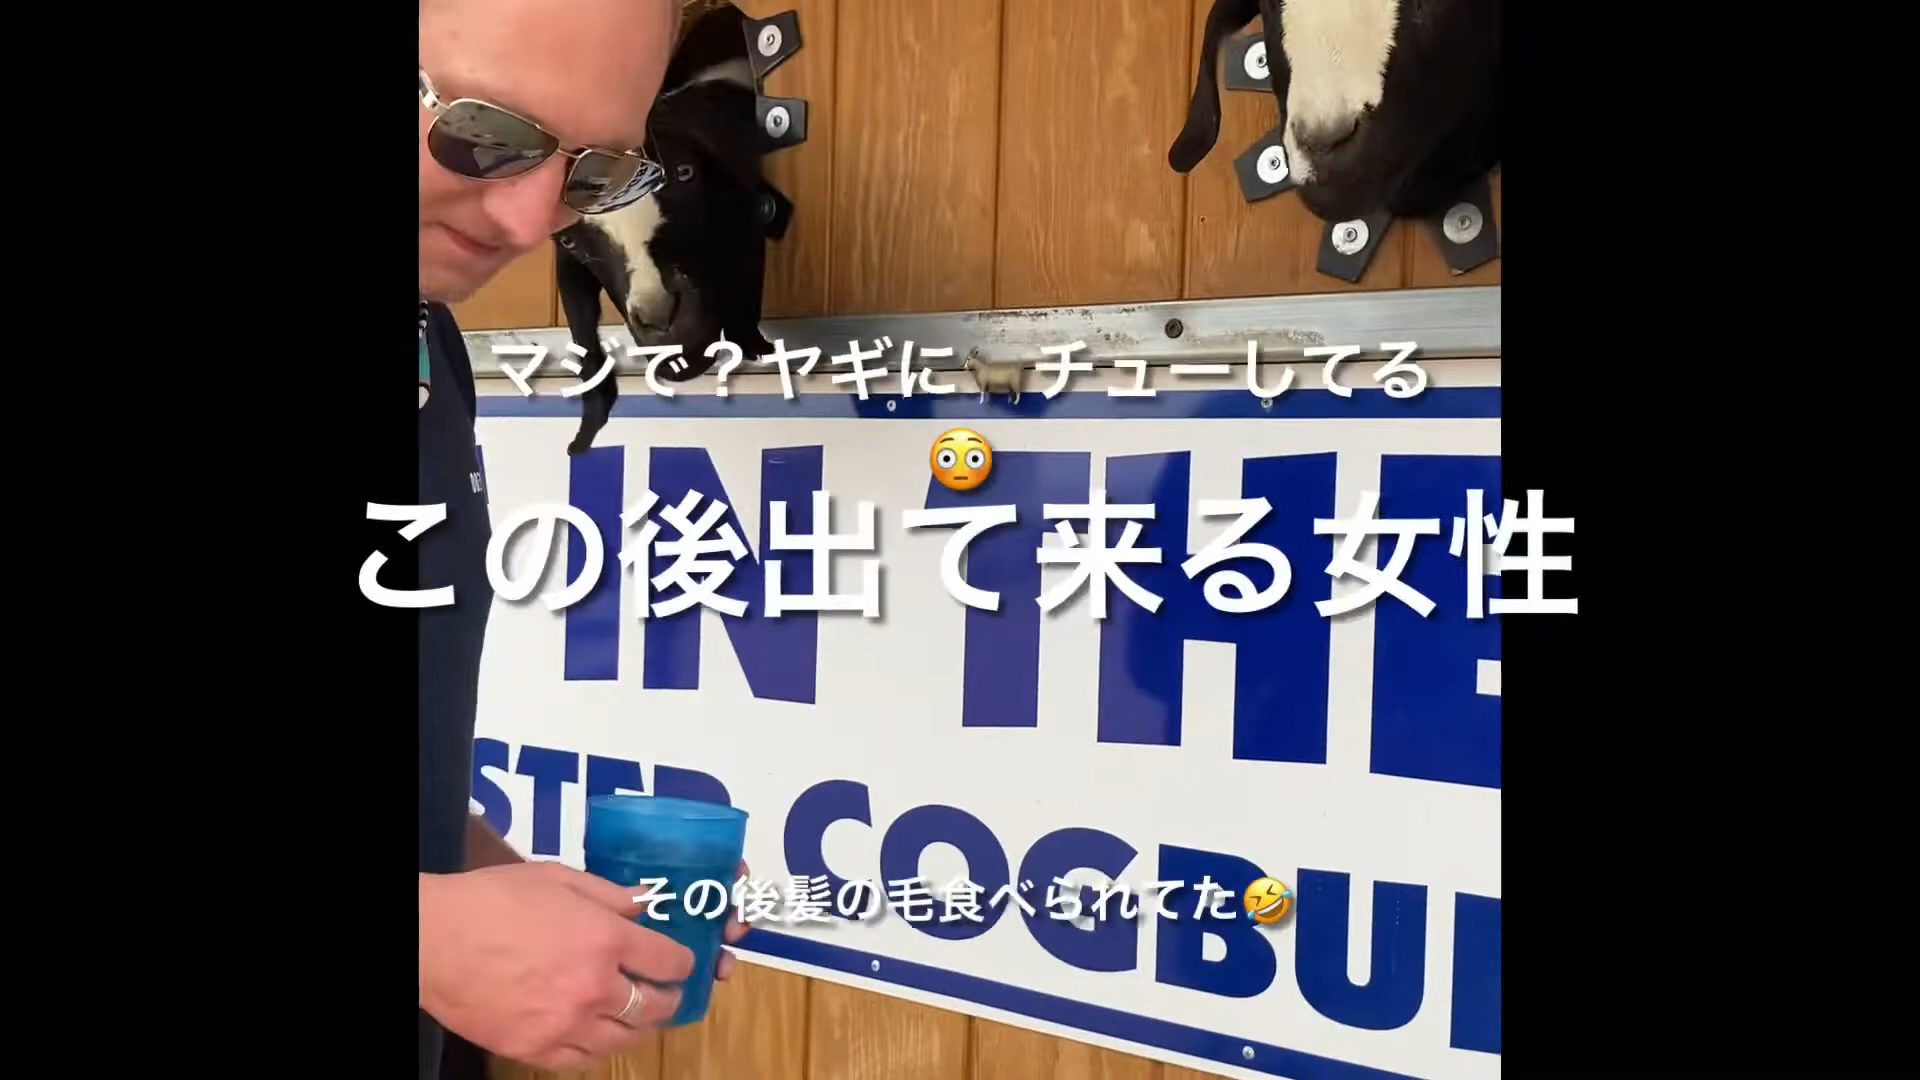 マジで？ヤギに🐐チューしてる
😳
この後出て来る女性
IN THE
STER COGBU
その後髪の毛食べられてた🤣